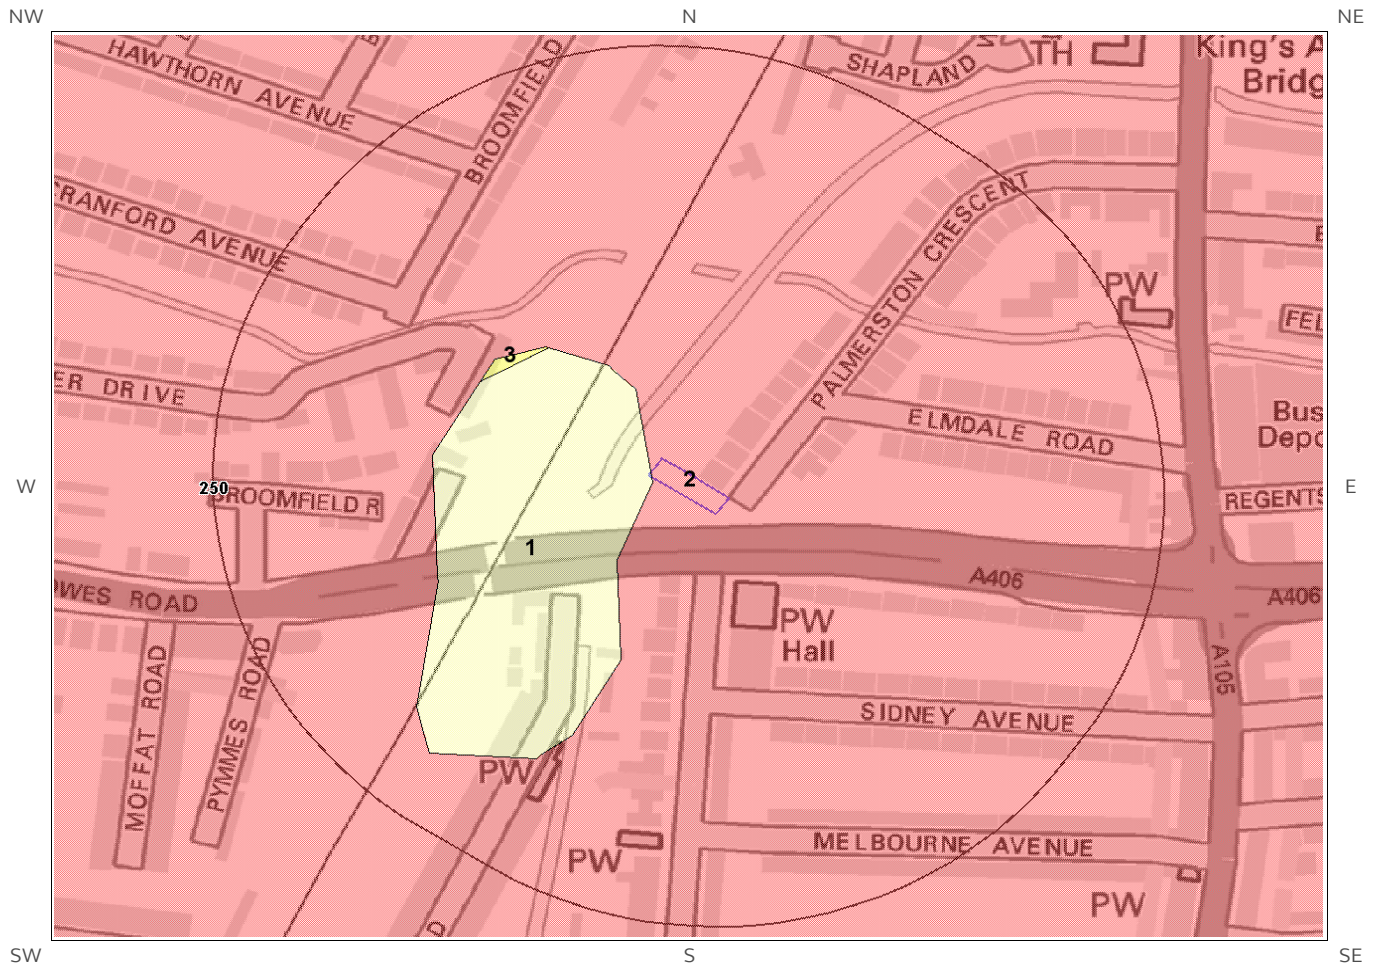 NW
N
NE
HAWTHORN AVENUE
B
BROOMFIELD
SHAPLAND
W
TH
King's A
Bridg
CRANFORD AVENUE
PALMERSTON CRESCENT
E
PW
FEL
3
ER DRIVE
ELMDALE ROAD
Bus
Depo
W
250
BROOMFIELD R
2
REGENTS
E
1
OWES ROAD
A406
A406
PW
Hall
MOFFAT ROAD
PYMMES ROAD
A105
SIDNEY AVENUE
PW
PW
MELBOURNE AVENUE
PW
D
SW
S
SE